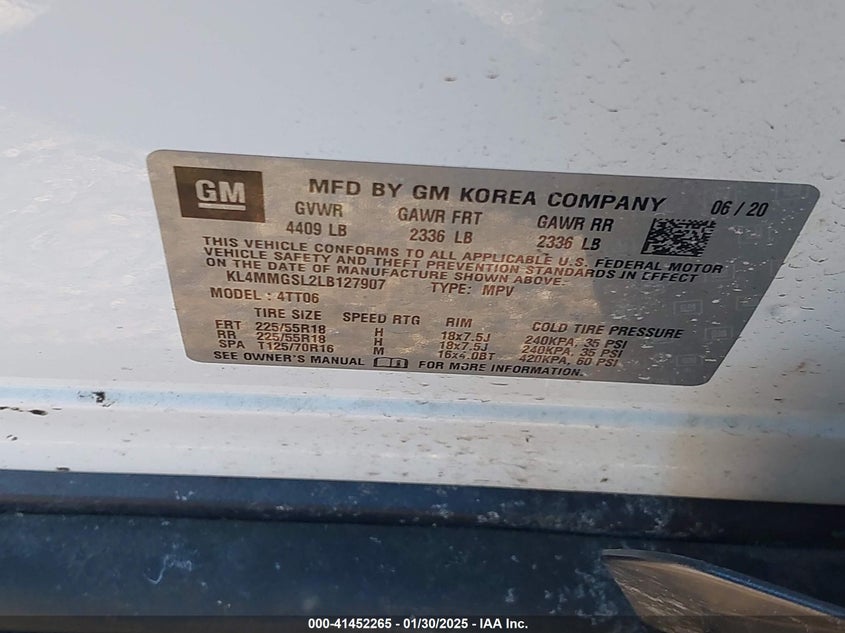 GM MFD BY GM KOREA COMPANY 06 / 20
GVWR GAWR FRT GAWR RR
4409 LB 2336 LB 2336 LB
THIS VEHICLE CONFORMS TO ALL APPLICABLE U.S. FEDERAL MOTOR
VEHICLE SAFETY AND THEFT PREVENTION STANDARDS IN EFFECT
ON THE DATE OF MANUFACTURE SHOWN ABOVE.
KL4MMGSL2LB127907 TYPE: MPV
MODEL : 4TT06
TIRE SIZE SPEED RTG RIM COLD TIRE PRESSURE
FRT 225/55R18 H 18x7.5J 240KPA, 35 PSI
RR 225/55R18 H 18x7.5J 240KPA, 35 PSI
SPA T125/70R16 M 16x4.0BT 420KPA, 60 PSI
SEE OWNER'S MANUAL FOR MORE INFORMATION.
000-41452265 - 01/30/2025 - IAA Inc.